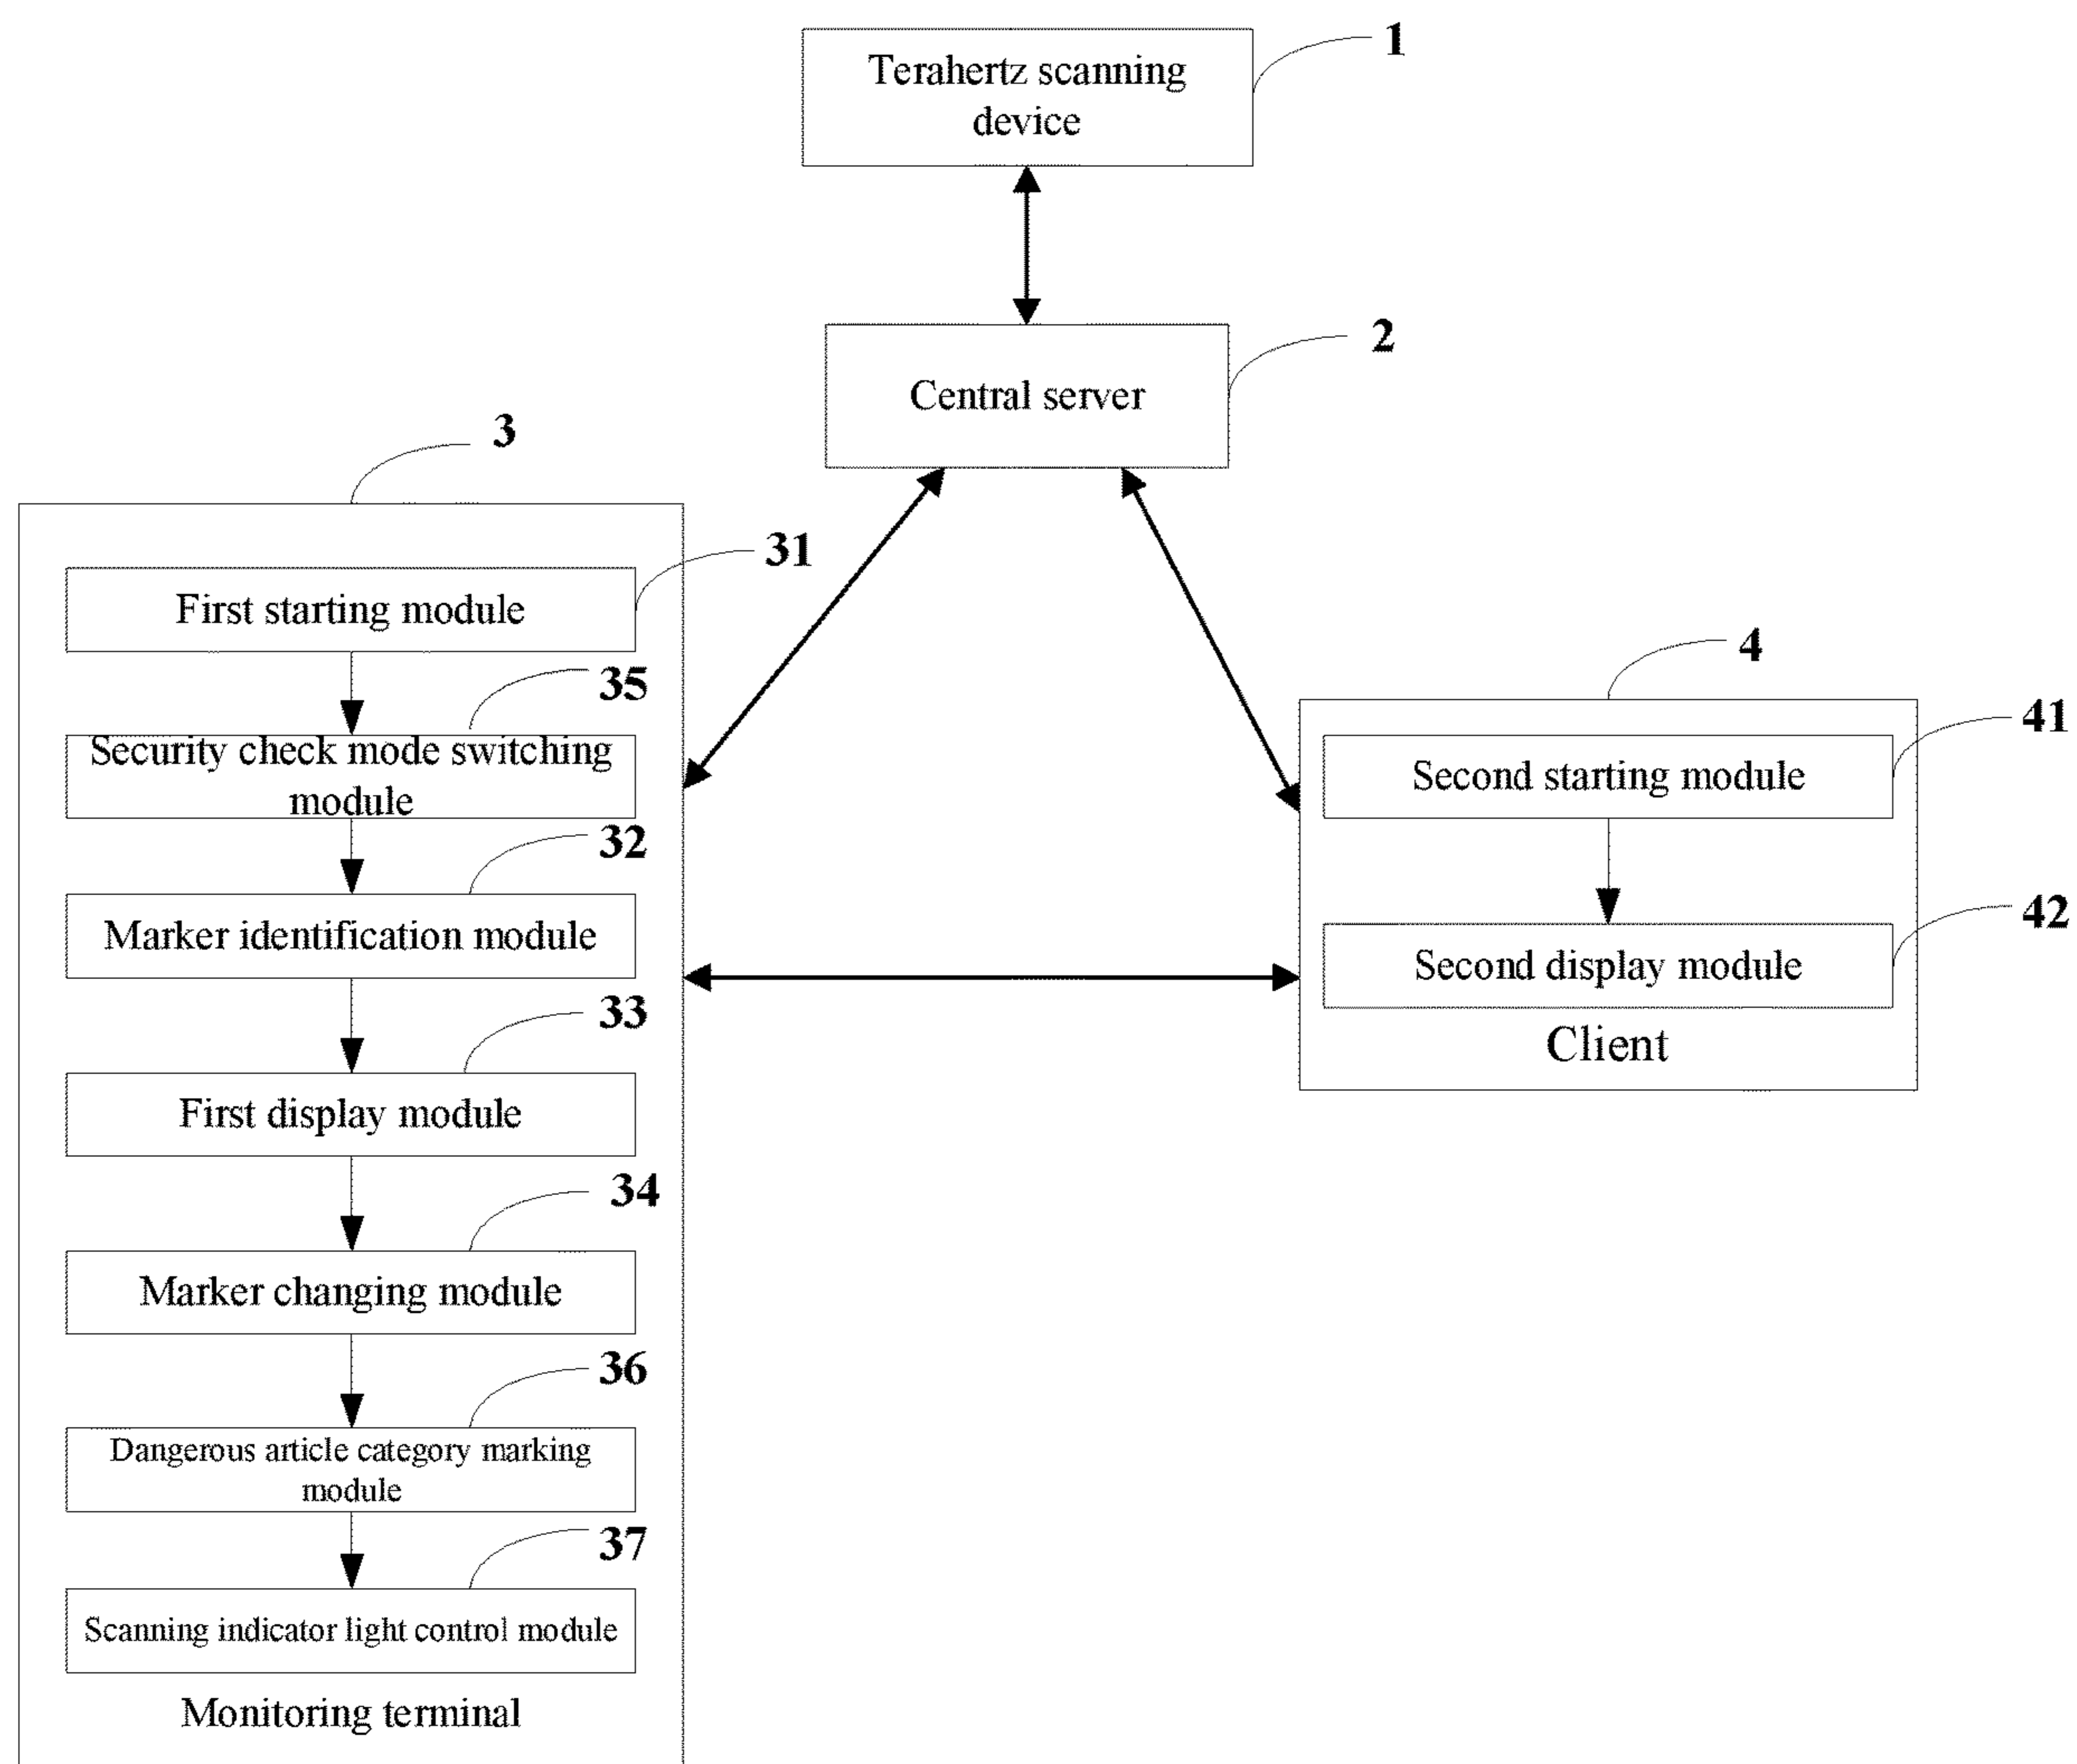 1
Terahertz scanning
device
2
Central server
3
31
First starting module
35
Security check mode switching
module
32
Marker identification module
33
First display module
34
Marker changing module
36
Dangerous article category marking
module
37
Scanning indicator light control module
Monitoring terminal
4
41
Second starting module
42
Second display module
Client